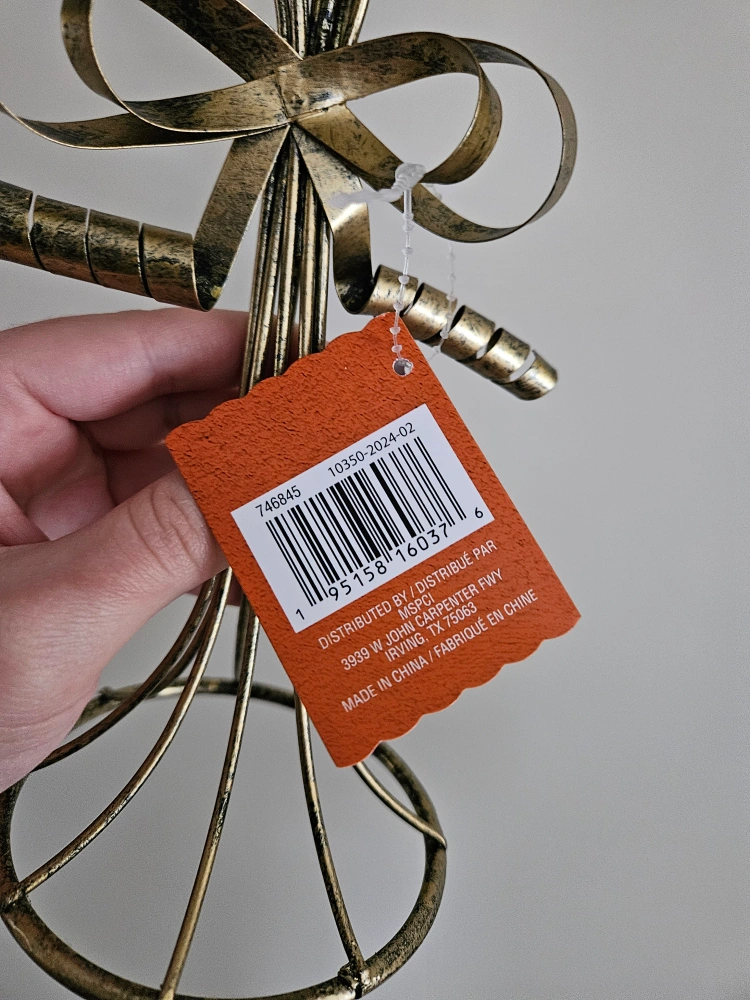 746845 10350-2024-02
1 95158 16037 6
DISTRIBUTED BY / DISTRIBUÉ PAR
MSPCI
3939 W JOHN CARPENTER FWY
IRVING, TX 75063
MADE IN CHINA / FABRIQUÉ EN CHINE